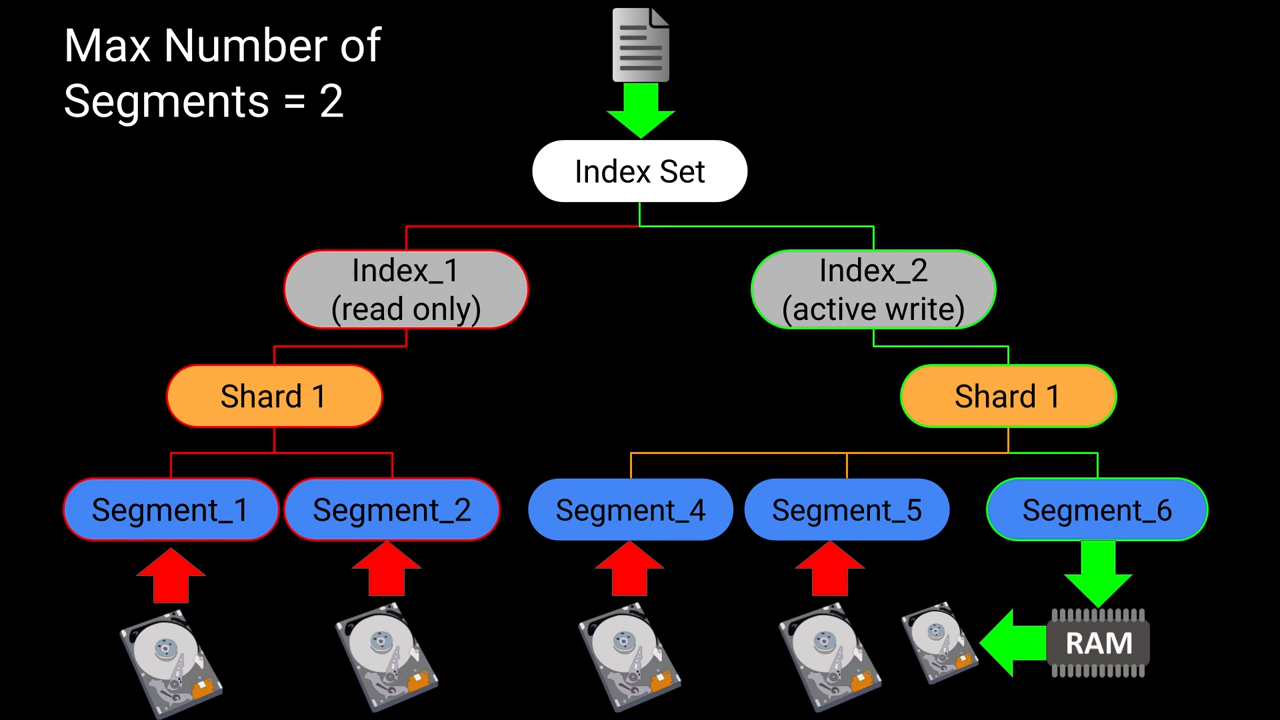 Max Number of
Segments = 2
Index Set
Index_1
(read only)
Index_2
(active write)
Shard 1
Shard 1
Segment_1
Segment_2
Segment_4
Segment_5
Segment_6
RAM